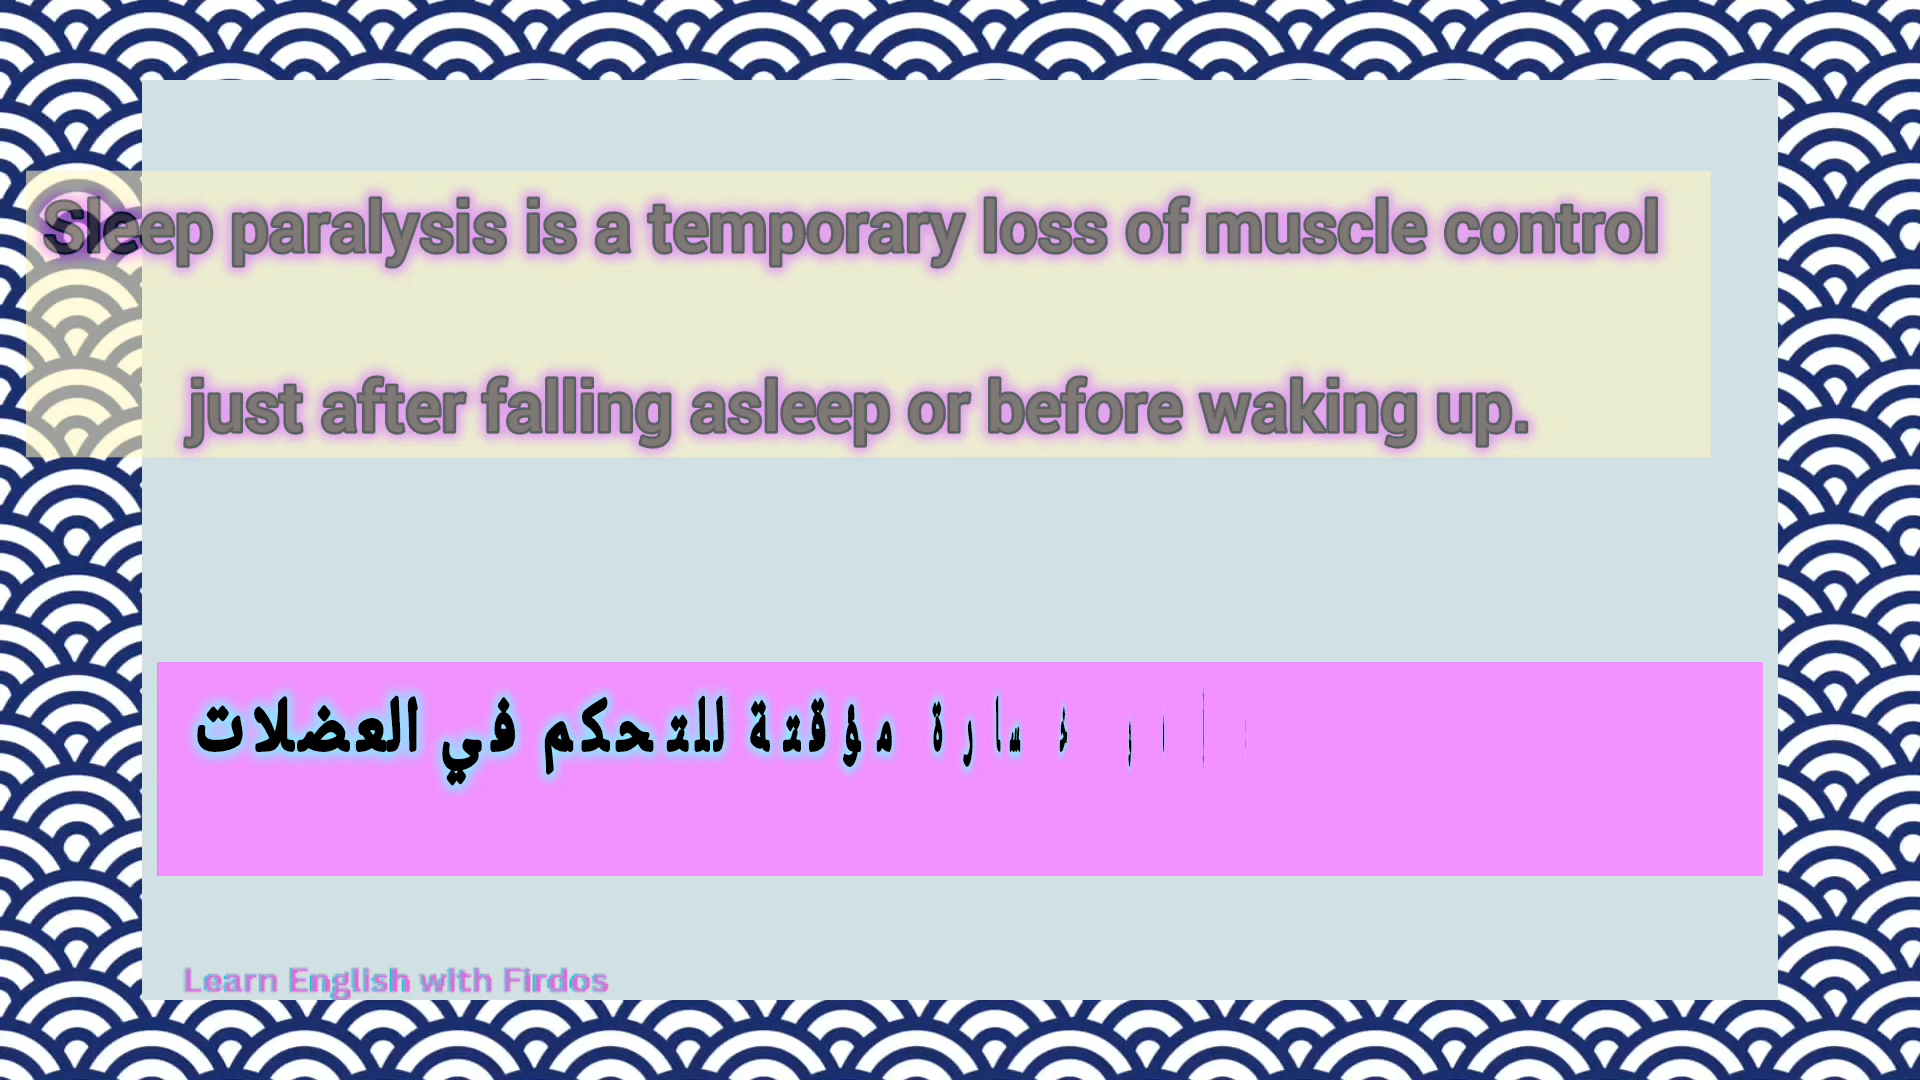 Sleep paralysis is a temporary loss of muscle control
just after falling asleep or before waking up.
خسارة مؤقتة للتحكم في العضلات
Learn English with Firdos